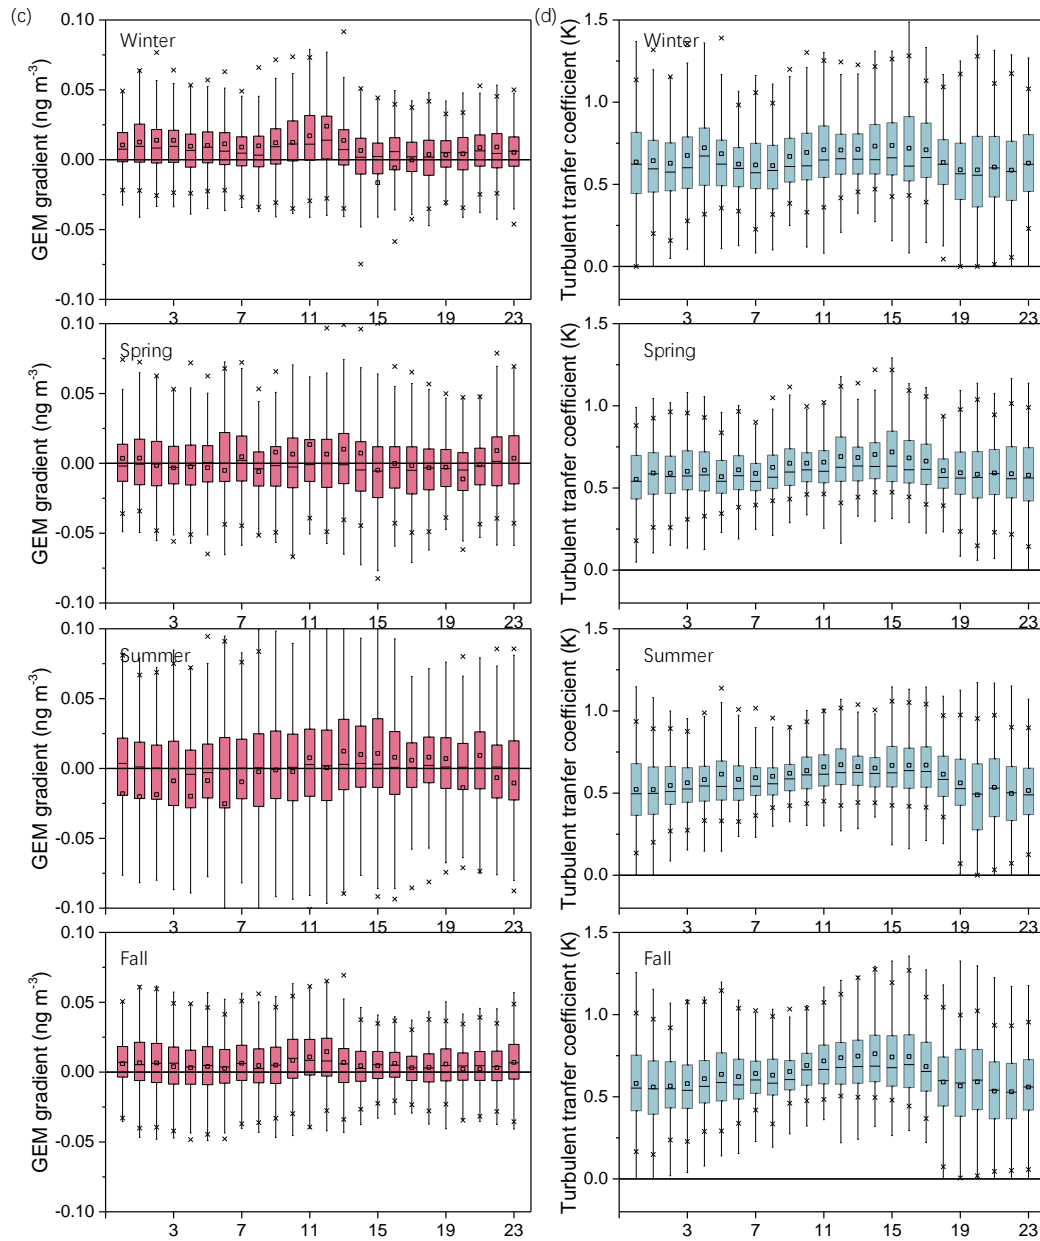 (c)
GEM gradient (ng m-3)
Winter
0.10
0.05
0.00
-0.05
-0.10
3 7 11 15 19 23
GEM gradient (ng m-3)
Spring
0.10
0.05
0.00
-0.05
-0.10
3 7 11 15 19 23
GEM gradient (ng m-3)
Summer
0.10
0.05
0.00
-0.05
-0.10
3 7 11 15 19 23
GEM gradient (ng m-3)
Fall
0.10
0.05
0.00
-0.05
-0.10
3 7 11 15 19 23
(d)
Turbulent tranfer coefficient (K)
Winter
1.5
1.0
0.5
0.0
3 7 11 15 19 23
Turbulent tranfer coefficient (K)
Spring
1.5
1.0
0.5
0.0
3 7 11 15 19 23
Turbulent tranfer coefficient (K)
Summer
1.5
1.0
0.5
0.0
3 7 11 15 19 23
Turbulent tranfer coefficient (K)
Fall
1.5
1.0
0.5
0.0
3 7 11 15 19 23